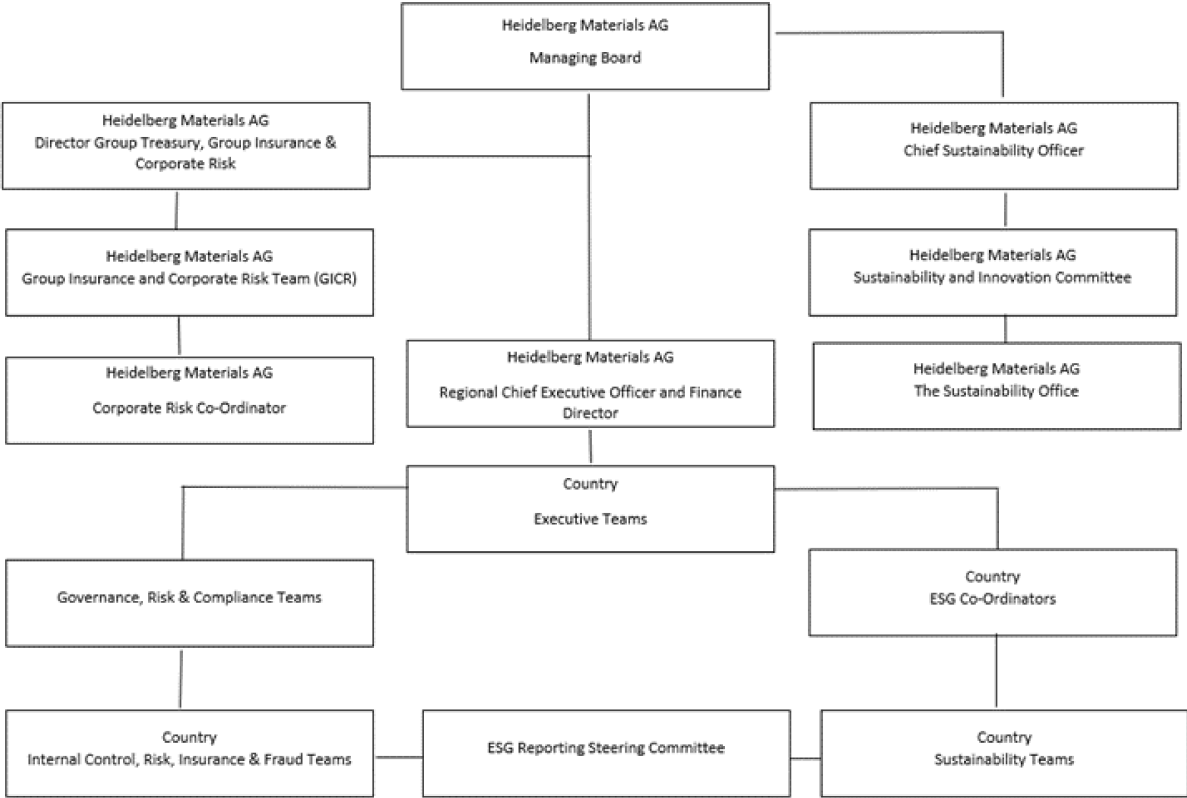 Heidelberg Materials AG
Managing Board
Heidelberg Materials AG
Director Group Treasury, Group Insurance &
Corporate Risk
Heidelberg Materials AG
Chief Sustainability Officer
Heidelberg Materials AG
Group Insurance and Corporate Risk Team (GICR)
Heidelberg Materials AG
Sustainability and Innovation Committee
Heidelberg Materials AG
Corporate Risk Co-Ordinator
Heidelberg Materials AG
Regional Chief Executive Officer and Finance
Director
Heidelberg Materials AG
The Sustainability Office
Country
Executive Teams
Governance, Risk & Compliance Teams
Country
ESG Co-Ordinators
Country
Internal Control, Risk, Insurance & Fraud Teams
ESG Reporting Steering Committee
Country
Sustainability Teams